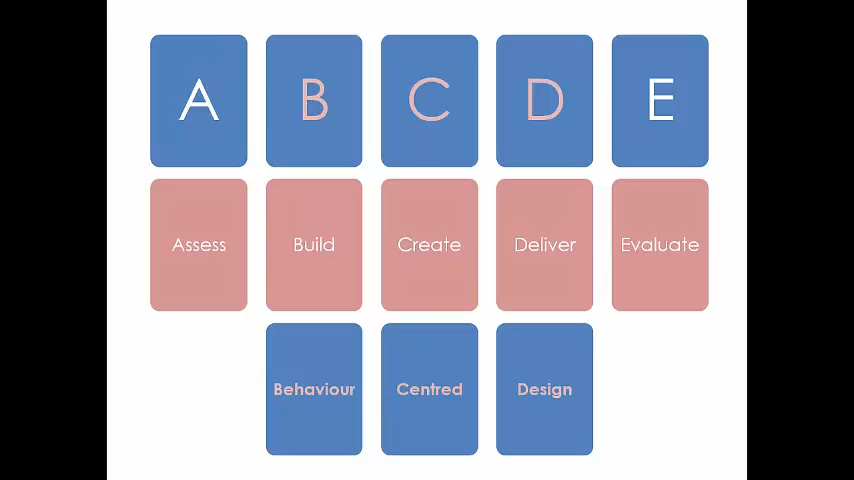 A B C D E
Assess Build Create Deliver Evaluate
Behaviour Centred Design